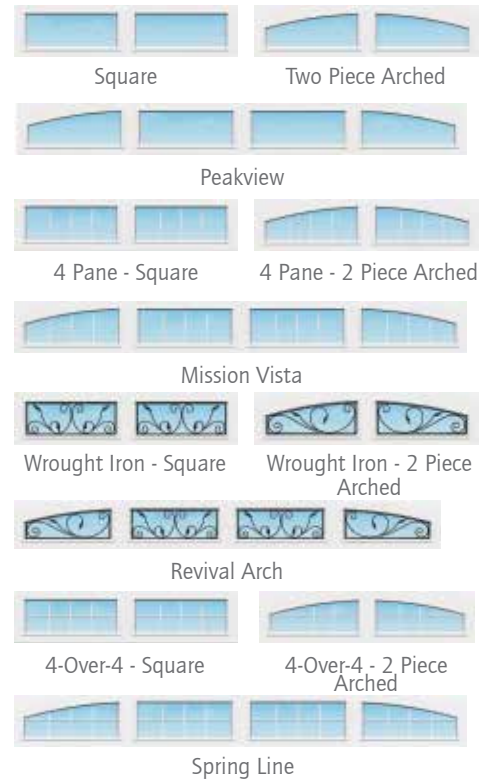 Square
Two Piece Arched
Peakview
4 Pane - Square
4 Pane - 2 Piece Arched
Mission Vista
Wrought Iron - Square
Wrought Iron - 2 Piece
Arched
Revival Arch
4-Over-4 - Square
4-Over-4 - 2 Piece
Arched
Spring Line